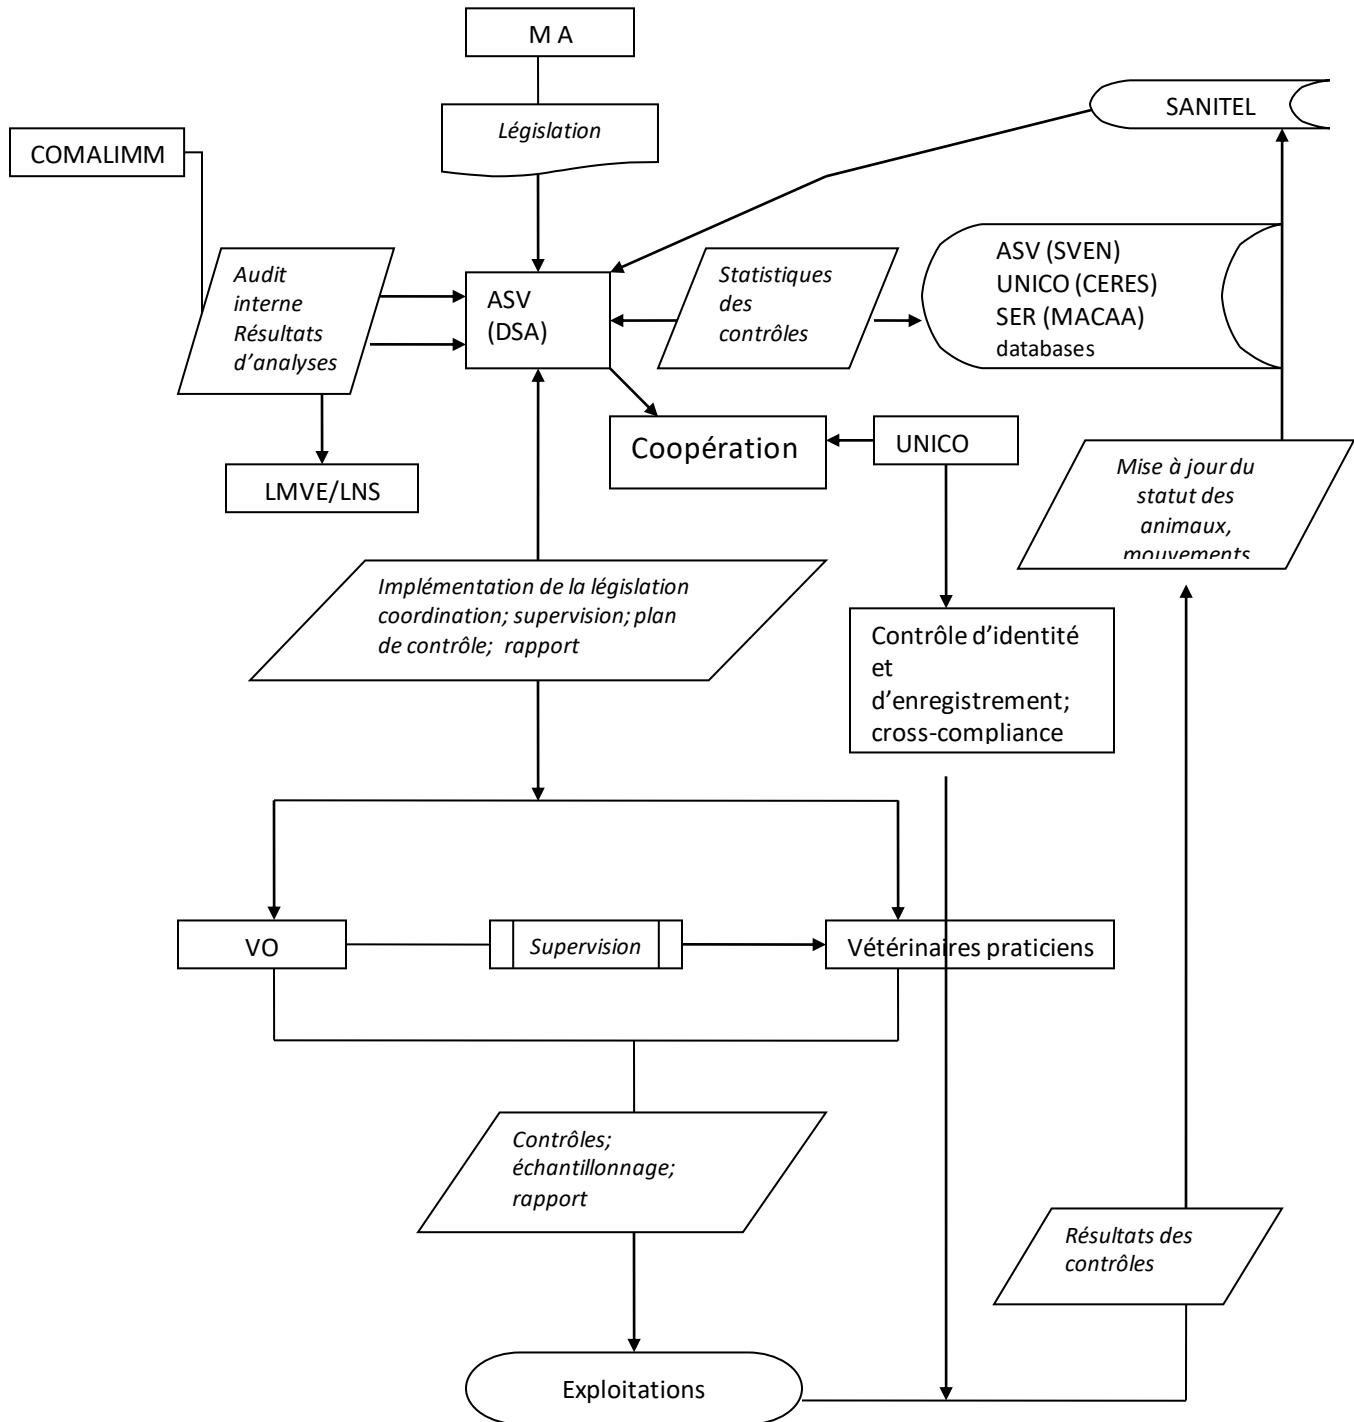 M A
Législation
SANITEL
COMALIMM
Audit
interne
Résultats
d'analyses
ASV
(DSA)
Statistiques
des
contrôles
ASV (SVEN)
UNICO (CERES)
SER (MACAA)
databases
Coopération
UNICO
LMVE/LNS
Mise à jour du
statut des
animaux,
mouvements
Implémentation de la législation
coordination; supervision; plan
de contrôle; rapport
Contrôle d'identité
et
d'enregistrement;
cross-compliance
VO
Supervision
Vétérinaires praticiens
Contrôles;
échantillonnage;
rapport
Résultats des
contrôles
Exploitations